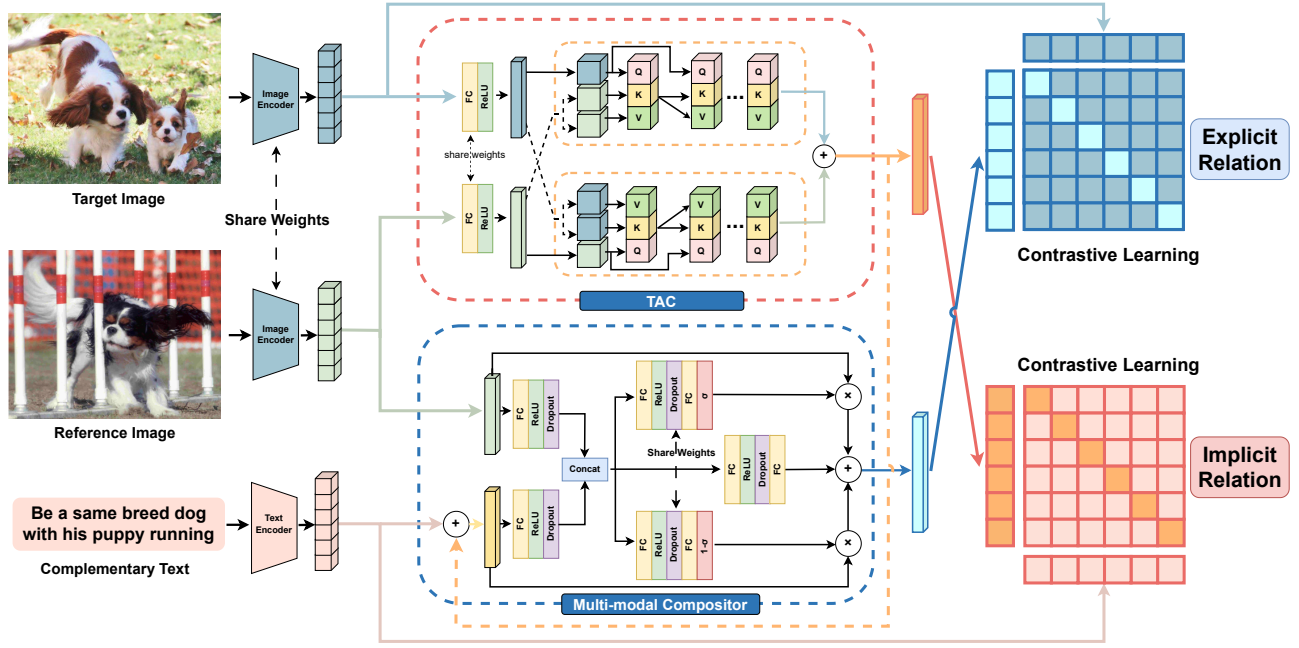 Target Image
Image
Encoder
Share Weights
Image
Encoder
Reference Image
Be a same breed dog
with his puppy running
Complementary Text
Text
Encoder
FC
ReLU
share weights
FC
ReLU
Q
K
V
Q
K
V
...
Q
K
V
V
K
Q
V
K
Q
...
V
K
Q
+
TAC
FC
ReLU
Dropout
FC
ReLU
Dropout
Concat
FC
ReLU
Dropout
FC
σ
Share Weights
FC
ReLU
Dropout
FC
FC
ReLU
Dropout
FC
1-σ
×
+
×
+
Multi-modal Compositor
Explicit
Relation
Contrastive Learning
Contrastive Learning
Implicit
Relation